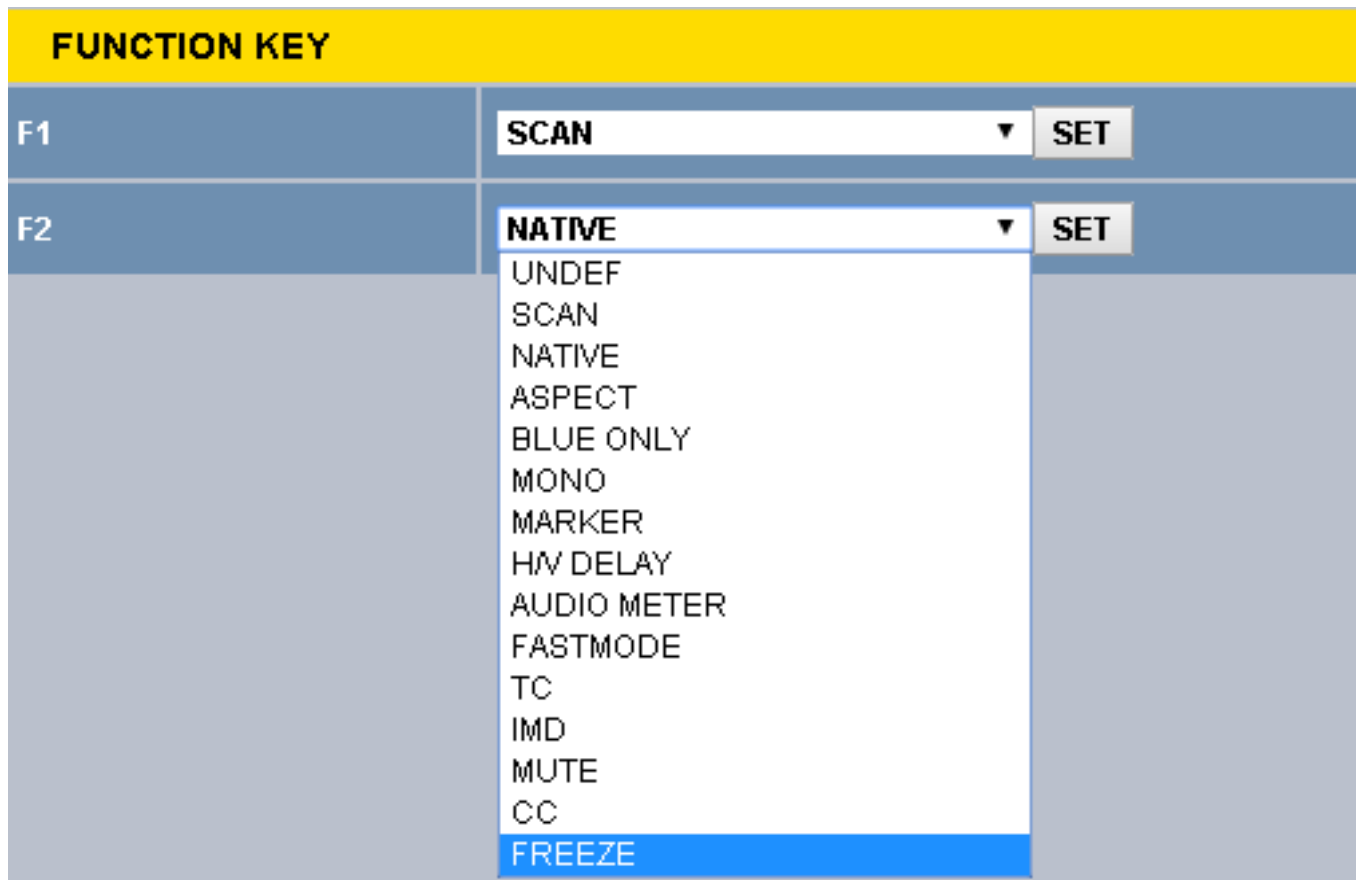 FUNCTION KEY
F1 SCAN ▼ SET
F2 NATIVE ▼ SET
UNDEF
SCAN
NATIVE
ASPECT
BLUE ONLY
MONO
MARKER
H/V DELAY
AUDIO METER
FASTMODE
TC
IMD
MUTE
CC
FREEZE